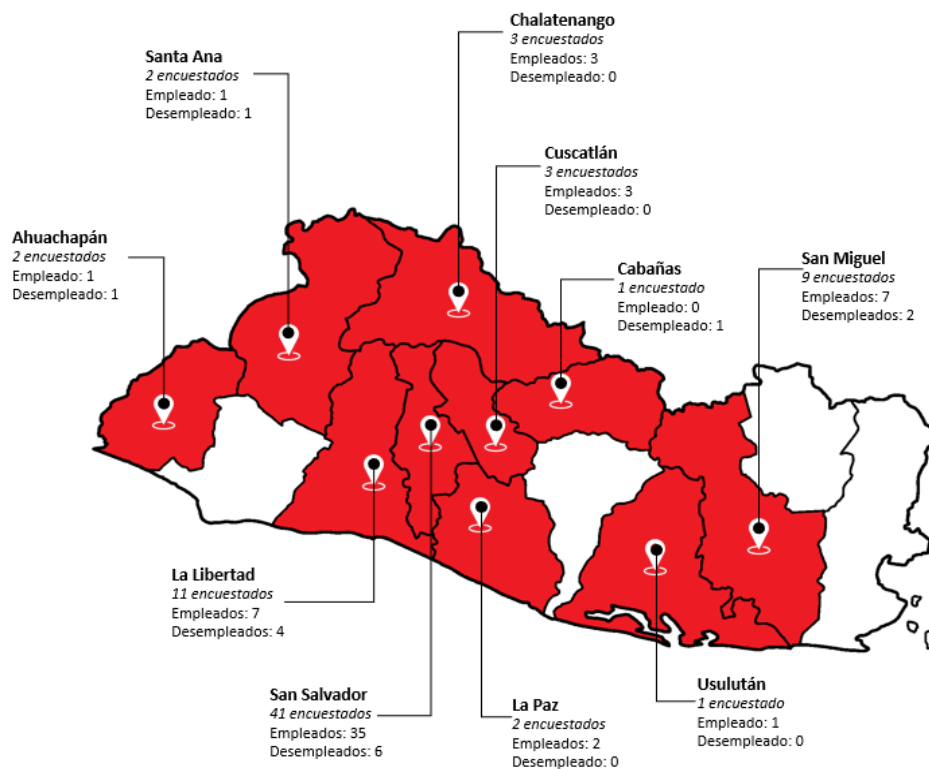 Chalatenango
3 encuestados
Empleados: 3
Desempleado: 0
Santa Ana
2 encuestados
Empleado: 1
Desempleado: 1
Cuscatlán
3 encuestados
Empleados: 3
Desempleado: 0
Ahuachapán
2 encuestados
Empleado: 1
Desempleado: 1
Cabañas
1 encuestado
Empleado: 0
Desempleado: 1
San Miguel
9 encuestados
Empleados: 7
Desempleados: 2
La Libertad
11 encuestados
Empleados: 7
Desempleados: 4
San Salvador
41 encuestados
Empleados: 35
Desempleados: 6
La Paz
2 encuestados
Empleados: 2
Desempleados: 0
Usulután
1 encuestado
Empleado: 1
Desempleados: 0